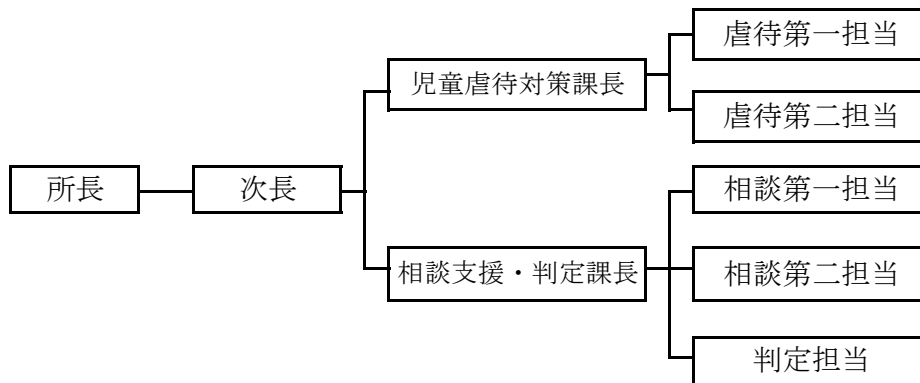 所長
次長
児童虐待対策課長
虐待第一担当
虐待第二担当
相談支援・判定課長
相談第一担当
相談第二担当
判定担当